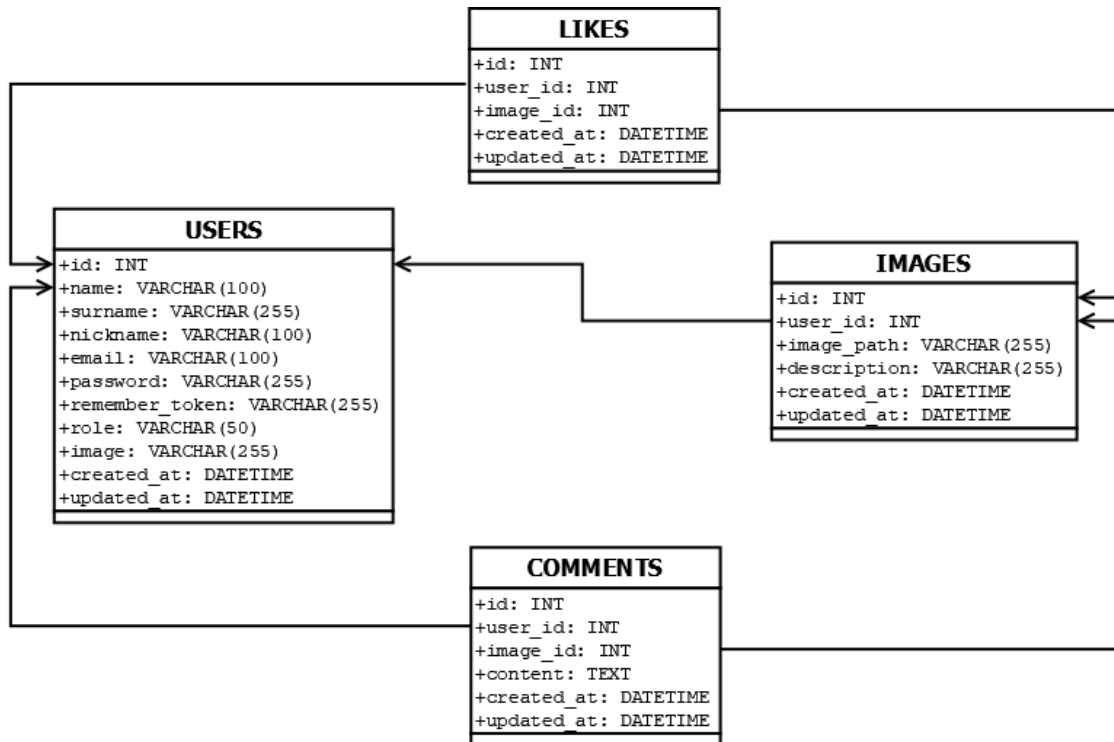 LIKES
+id: INT
+user_id: INT
+image_id: INT
+created_at: DATETIME
+updated_at: DATETIME
USERS
+id: INT
+name: VARCHAR(100)
+surname: VARCHAR(255)
+nickname: VARCHAR(100)
+email: VARCHAR(100)
+password: VARCHAR(255)
+remember_token: VARCHAR(255)
+role: VARCHAR(50)
+image: VARCHAR(255)
+created_at: DATETIME
+updated_at: DATETIME
IMAGES
+id: INT
+user_id: INT
+image_path: VARCHAR(255)
+description: VARCHAR(255)
+created_at: DATETIME
+updated_at: DATETIME
COMMENTS
+id: INT
+user_id: INT
+image_id: INT
+content: TEXT
+created_at: DATETIME
+updated_at: DATETIME